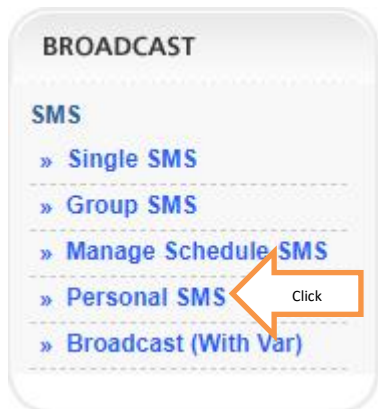 BROADCAST
SMS
» Single SMS
» Group SMS
» Manage Schedule SMS
» Personal SMS
Click
» Broadcast (With Var)